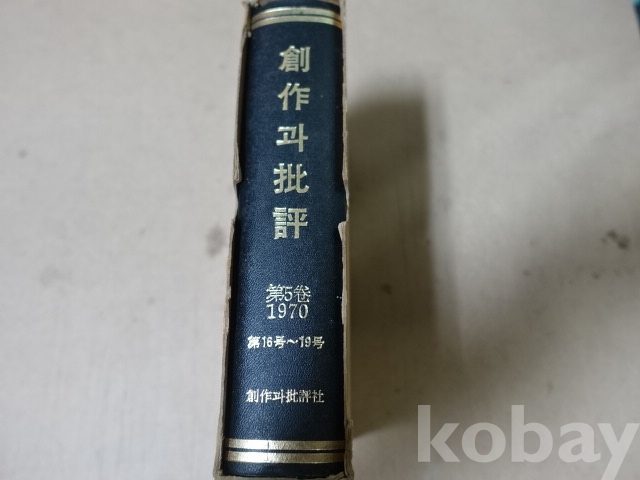 創作과批評
第5卷
1970
第16号~19号
創作과批評社
kobay